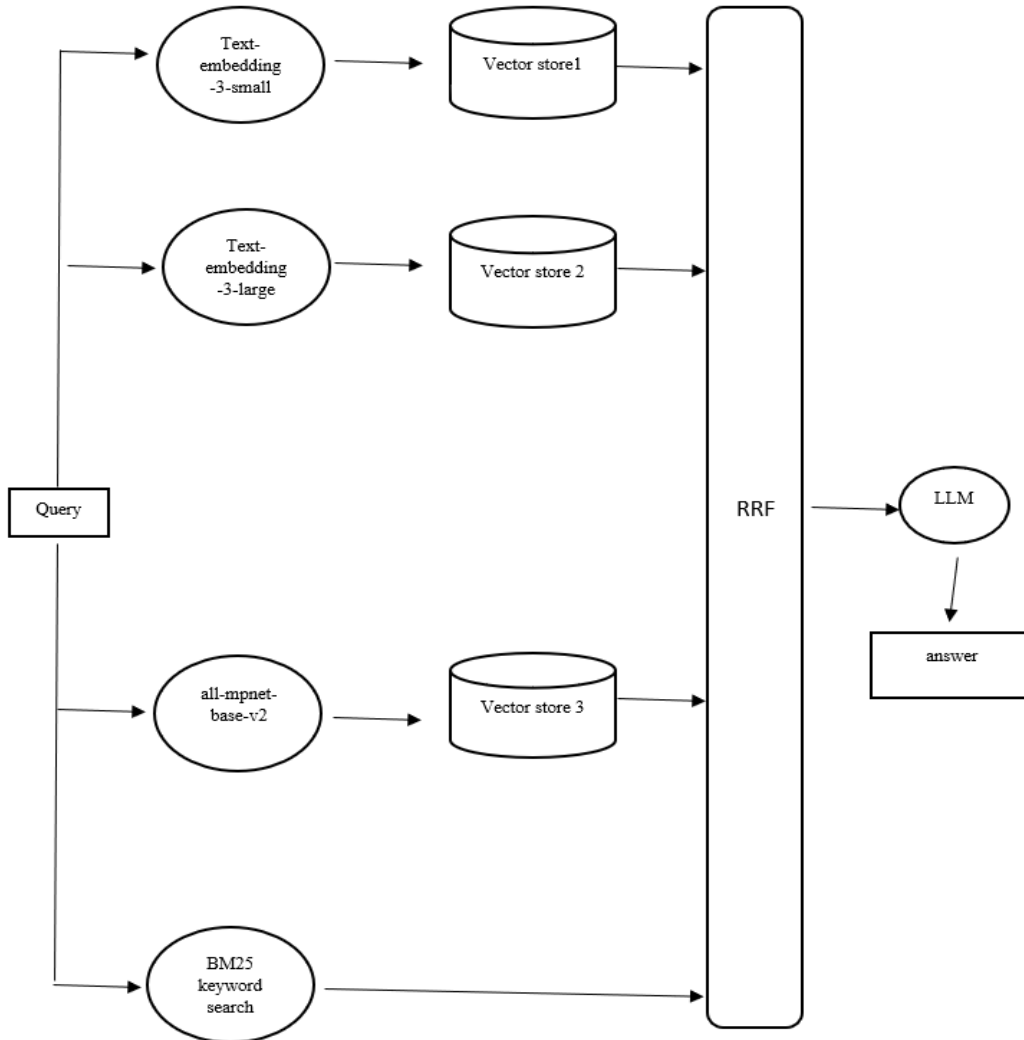 Text-
embedding
-3-small
Vector store1
Text-
embedding
-3-large
Vector store 2
Query
RRF
LLM
answer
all-mpnet-
base-v2
Vector store 3
BM25
keyword
search